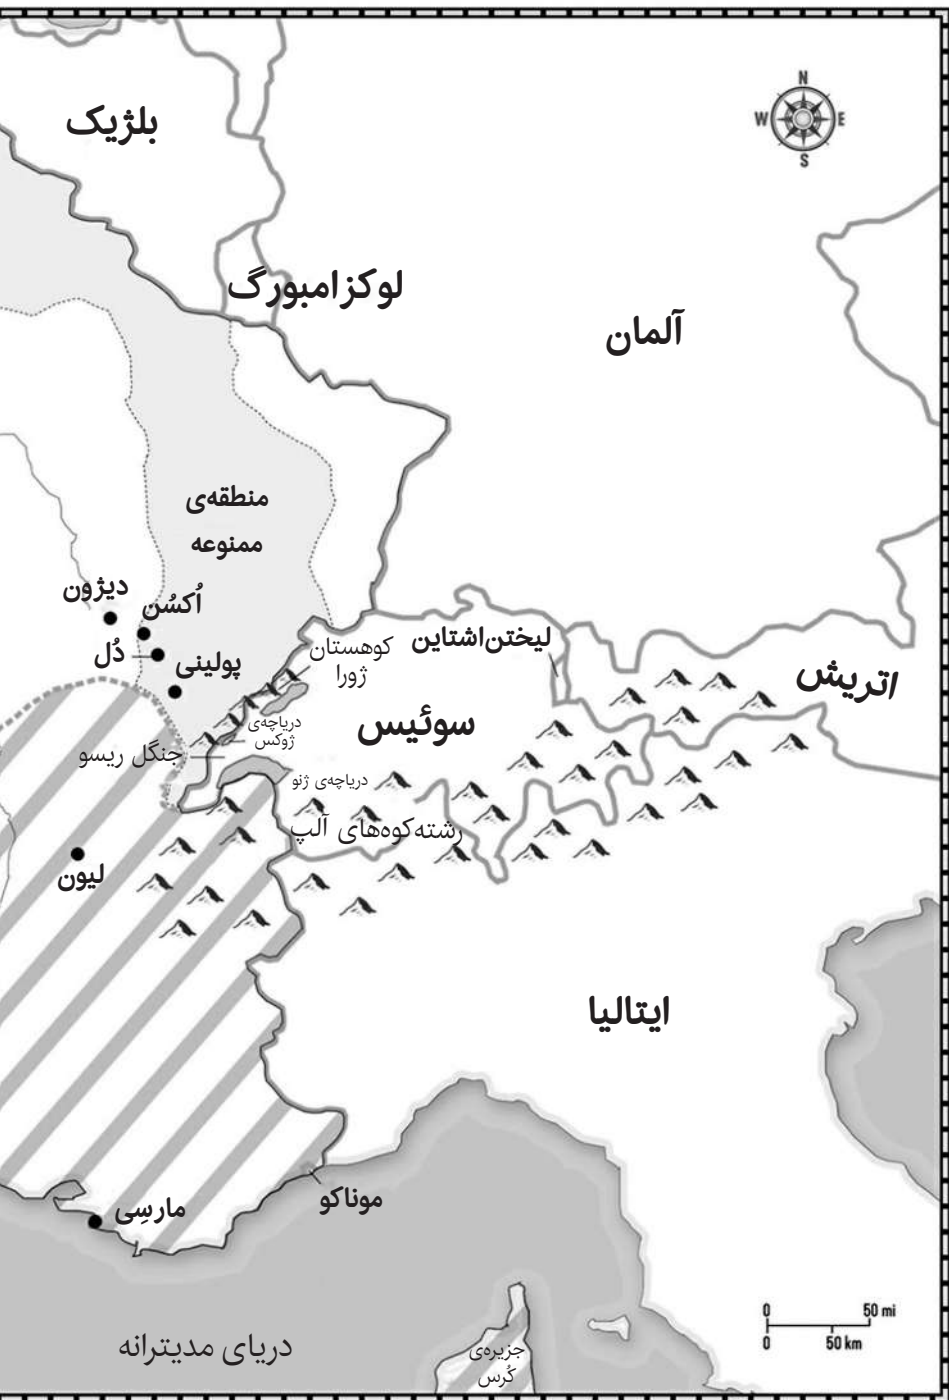 N
W
E
S
بلژیک
لوکزامبورگ
آلمان
منطقه‌ی
ممنوعه
دیژون
اُکسُن
دُل
پولینی
کوهستان
ژورا
لیختن‌اشتاین
اتریش
سوئیس
دریاچه‌ی
ژوکس
جنگل ریسو
دریاچه‌ی ژنو
رشته‌کوه‌های آلپ
لیون
ایتالیا
مارسِی
موناکو
دریای مدیترانه
جزیره‌ی
کُرس
0
50 mi
0
50 km